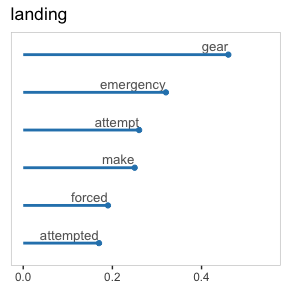 landing
gear
emergency
attempt
make
forced
attempted
0.0 0.2 0.4